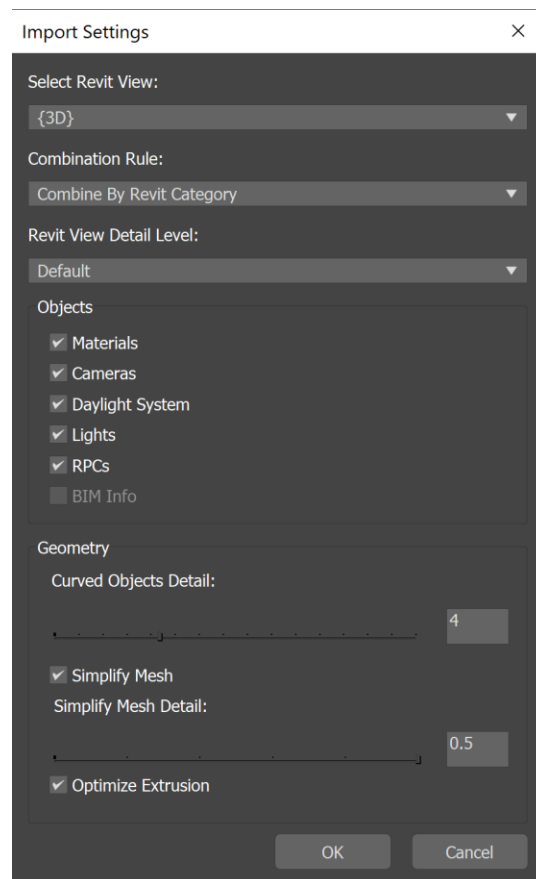 Import Settings
Select Revit View:
{3D}
Combination Rule:
Combine By Revit Category
Revit View Detail Level:
Default
Objects
Materials
Cameras
Daylight System
Lights
RPCs
BIM Info
Geometry
Curved Objects Detail:
4
Simplify Mesh
Simplify Mesh Detail:
0.5
Optimize Extrusion
OK Cancel